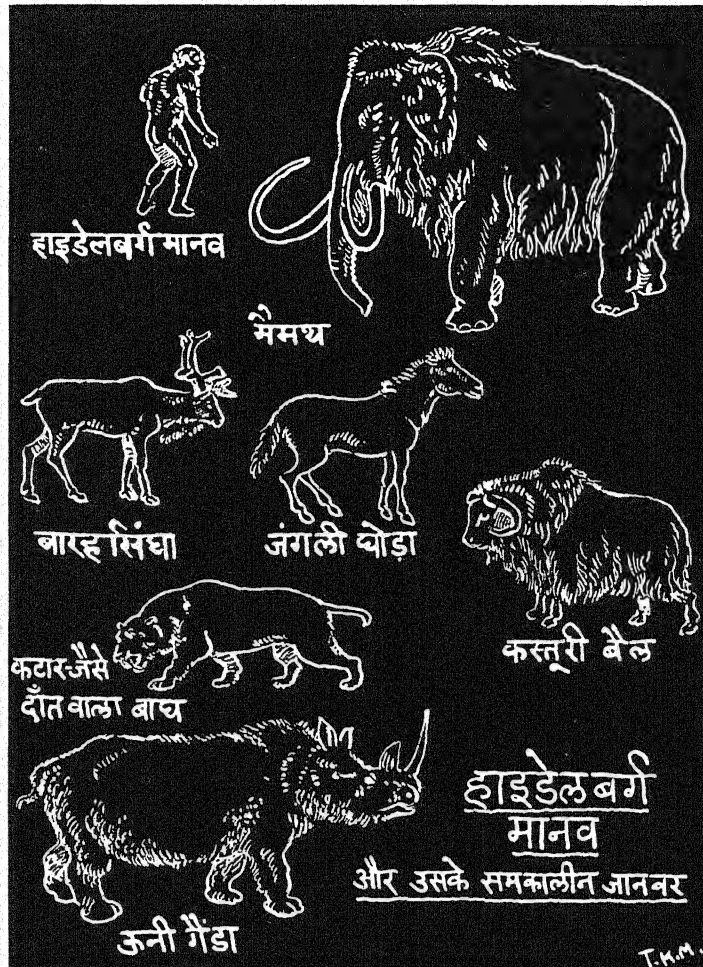 हाइडेलबर्ग मानव
मैमथ
बारहसिंघा
जंगली घोड़ा
कस्तूरी बैल
कटार-जैसे
दाँत वाला बाघ
हाइडेलबर्ग
मानव
और उसके समकालीन जानवर
ऊनी गैंडा
T.K.M.